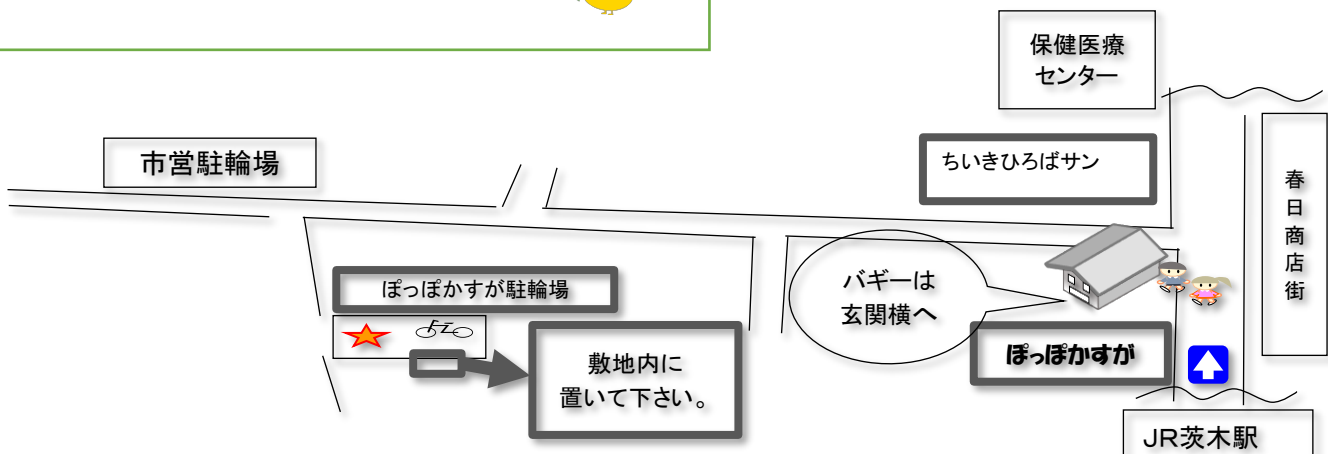 保健医療
センター
市営駐輪場
ちいきひろばサン
春日商店街
ぽっぽかすが駐輪場
バギーは
玄関横へ
敷地内に
置いて下さい。
ぽっぽかすが
JR茨木駅